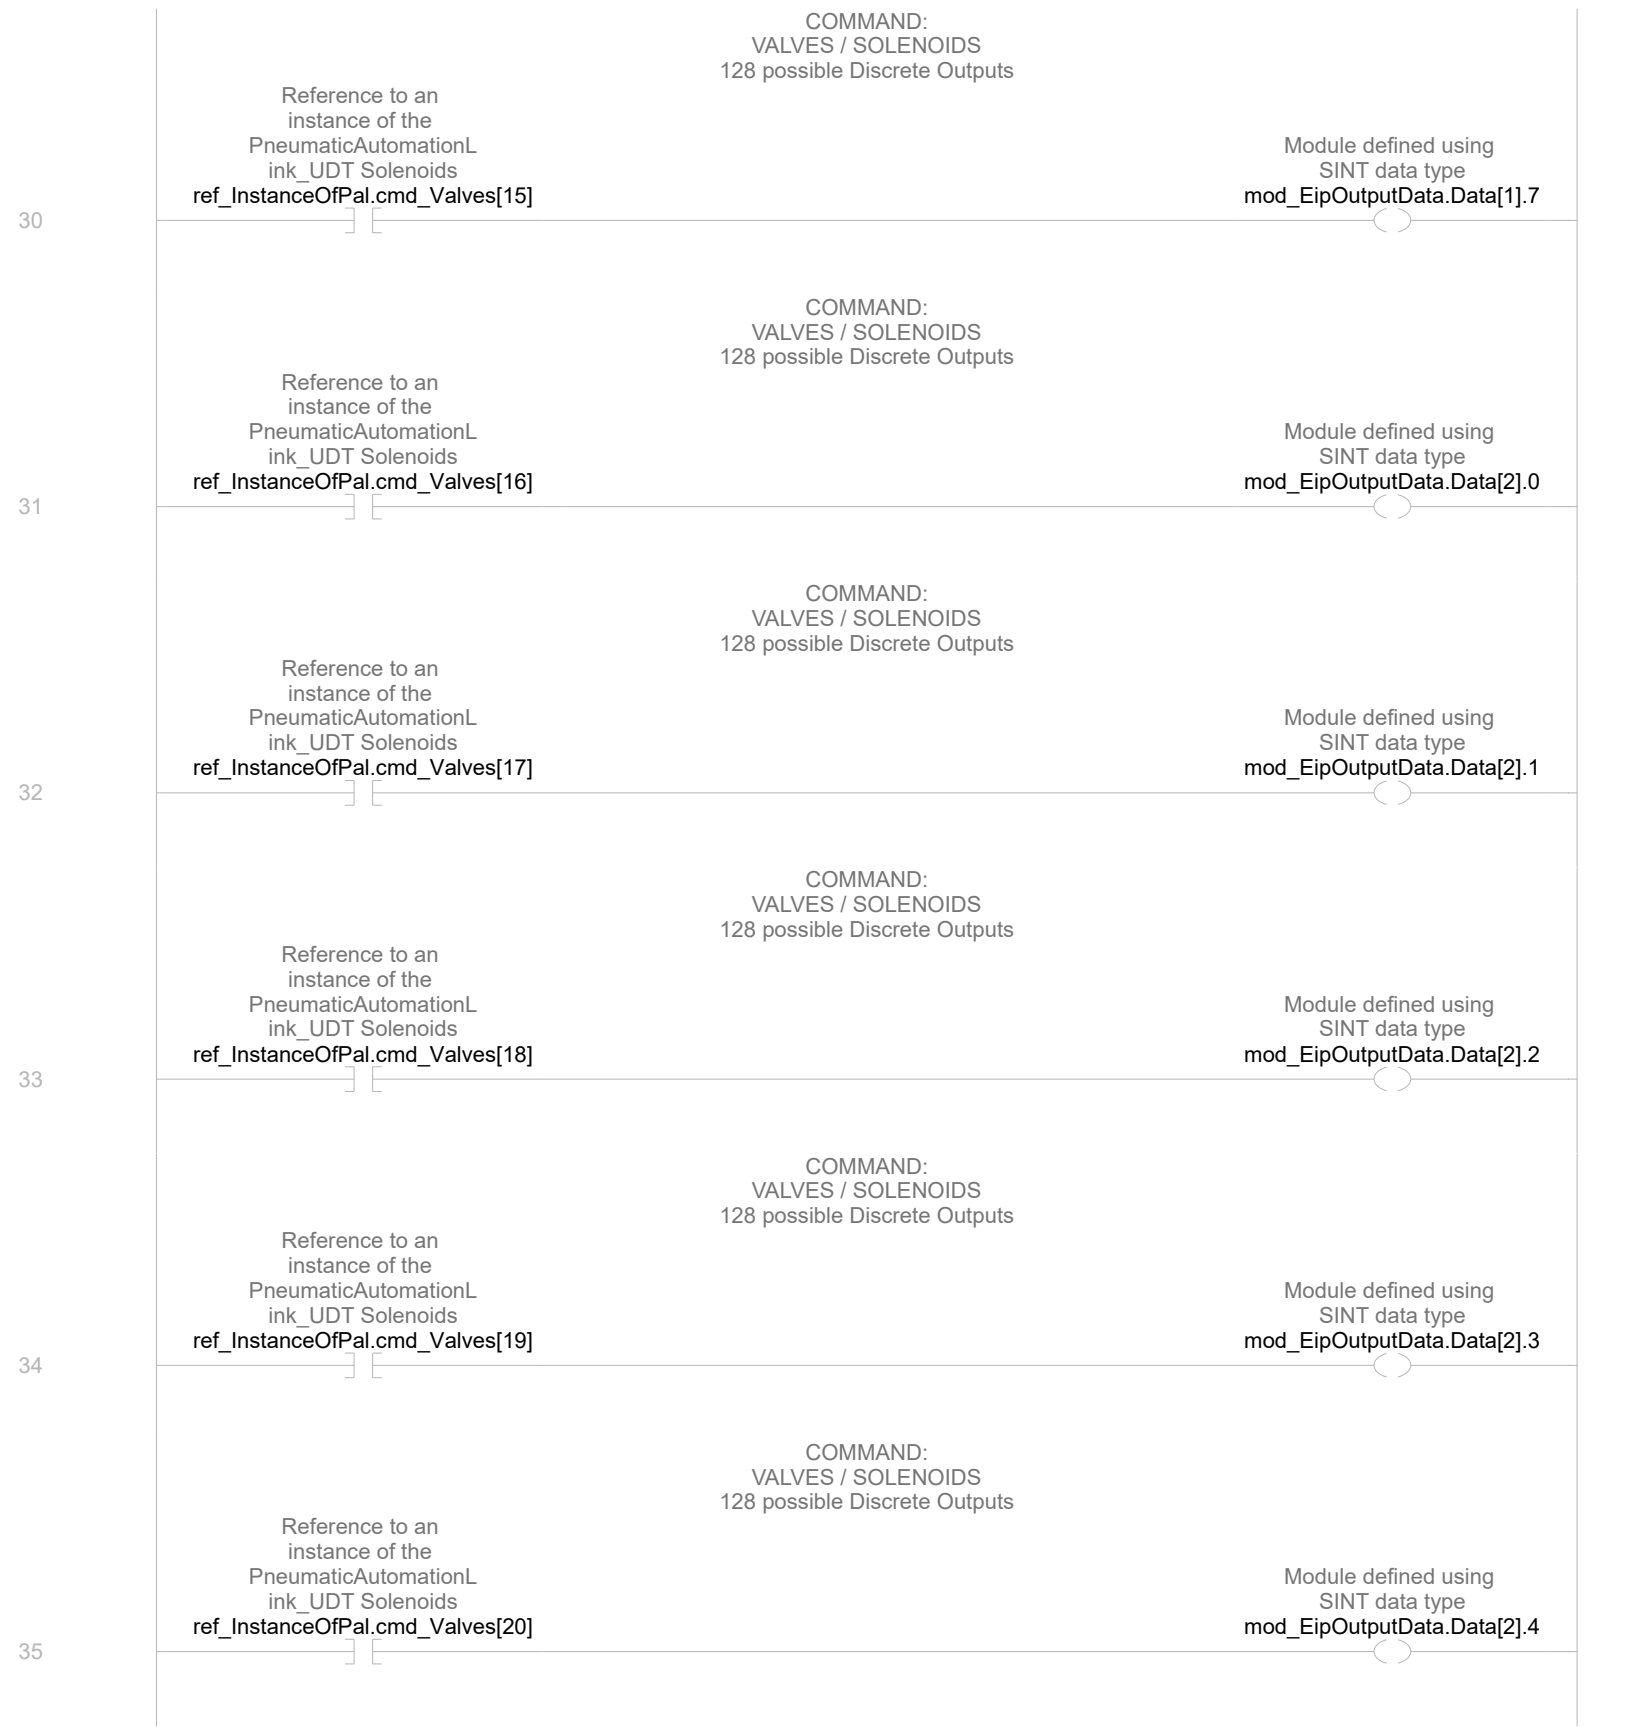 COMMAND:
VALVES / SOLENOIDS
128 possible Discrete Outputs
Reference to an
instance of the
PneumaticAutomationL
ink_UDT Solenoids
ref_InstanceOfPal.cmd_Valves[15]
Module defined using
SINT data type
mod_EipOutputData.Data[1].7
30
COMMAND:
VALVES / SOLENOIDS
128 possible Discrete Outputs
Reference to an
instance of the
PneumaticAutomationL
ink_UDT Solenoids
ref_InstanceOfPal.cmd_Valves[16]
Module defined using
SINT data type
mod_EipOutputData.Data[2].0
31
COMMAND:
VALVES / SOLENOIDS
128 possible Discrete Outputs
Reference to an
instance of the
PneumaticAutomationL
ink_UDT Solenoids
ref_InstanceOfPal.cmd_Valves[17]
Module defined using
SINT data type
mod_EipOutputData.Data[2].1
32
COMMAND:
VALVES / SOLENOIDS
128 possible Discrete Outputs
Reference to an
instance of the
PneumaticAutomationL
ink_UDT Solenoids
ref_InstanceOfPal.cmd_Valves[18]
Module defined using
SINT data type
mod_EipOutputData.Data[2].2
33
COMMAND:
VALVES / SOLENOIDS
128 possible Discrete Outputs
Reference to an
instance of the
PneumaticAutomationL
ink_UDT Solenoids
ref_InstanceOfPal.cmd_Valves[19]
Module defined using
SINT data type
mod_EipOutputData.Data[2].3
34
COMMAND:
VALVES / SOLENOIDS
128 possible Discrete Outputs
Reference to an
instance of the
PneumaticAutomationL
ink_UDT Solenoids
ref_InstanceOfPal.cmd_Valves[20]
Module defined using
SINT data type
mod_EipOutputData.Data[2].4
35